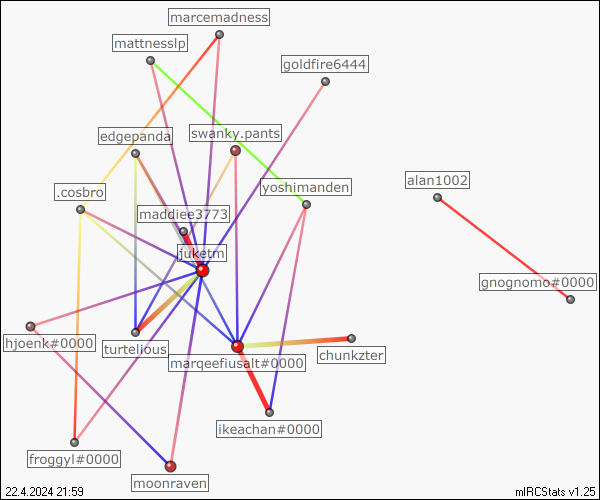 marcemadness
mattnesslp
goldfire6444
edgepanda
swanky.pants
yoshimanden
alan1002
.cosbro
maddiee3773
juketm
gnognomo#0000
hjoenk#0000
turtelious
marqeefiusalt#0000
chunkzter
ikeachan#0000
froggyl#0000
moonraven
22.4.2024 21:59
mIRCStats v1.25